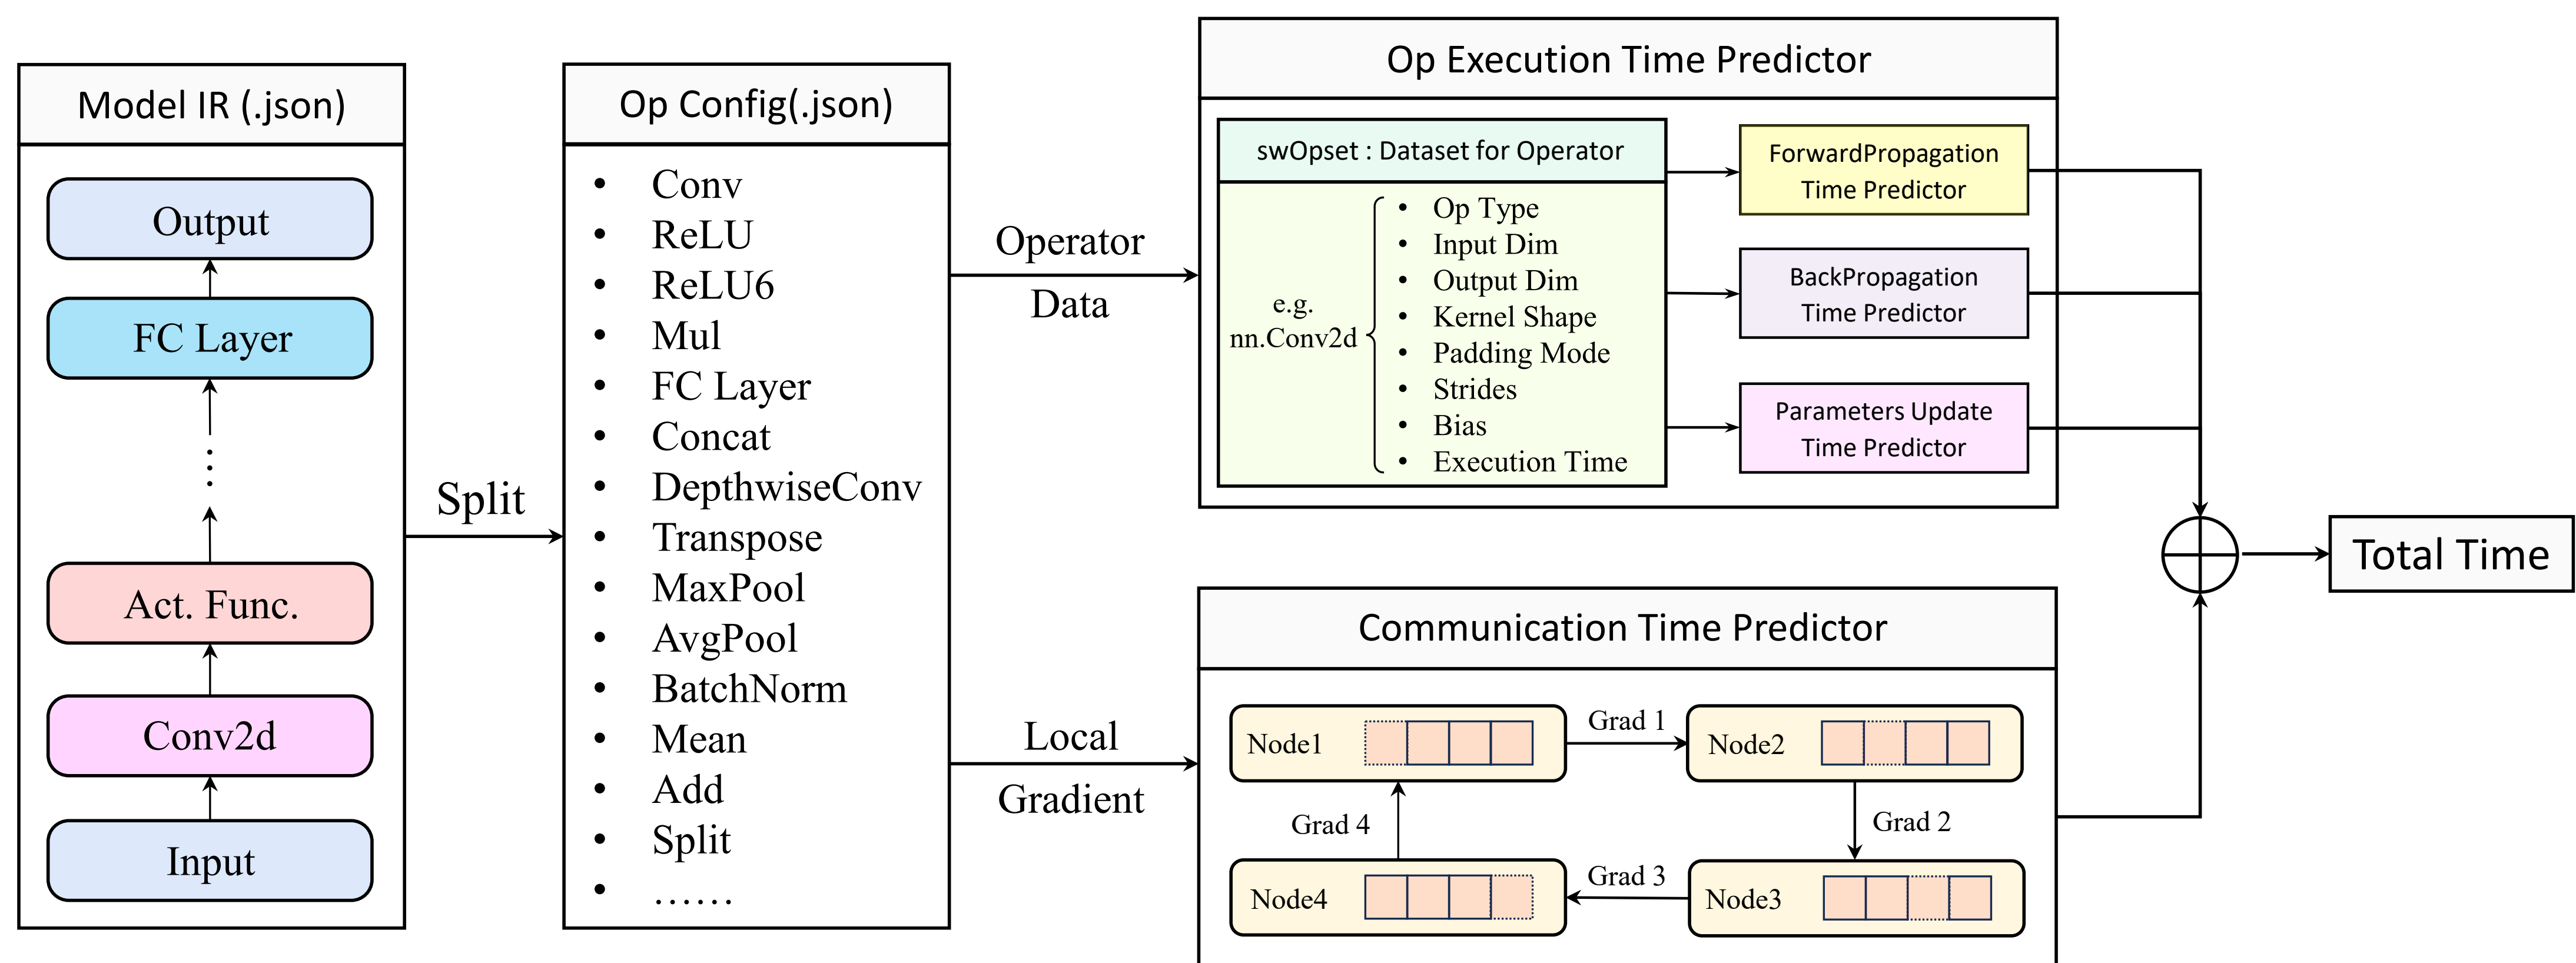 Model IR (.json)
Output
FC Layer
Act. Func.
Conv2d
Input
Split
Op Config(.json)
• Conv
• ReLU
• ReLU6
• Mul
• FC Layer
• Concat
• DepthwiseConv
• Transpose
• MaxPool
• AvgPool
• BatchNorm
• Mean
• Add
• Split
• ......
Operator
Data
Local
Gradient
Op Execution Time Predictor
swOpset : Dataset for Operator
e.g.
nn.Conv2d
• Op Type
• Input Dim
• Output Dim
• Kernel Shape
• Padding Mode
• Strides
• Bias
• Execution Time
ForwardPropagation
Time Predictor
BackPropagation
Time Predictor
Parameters Update
Time Predictor
Communication Time Predictor
Node1
Grad 1
Node2
Grad 4
Grad 2
Node4
Grad 3
Node3
Total Time